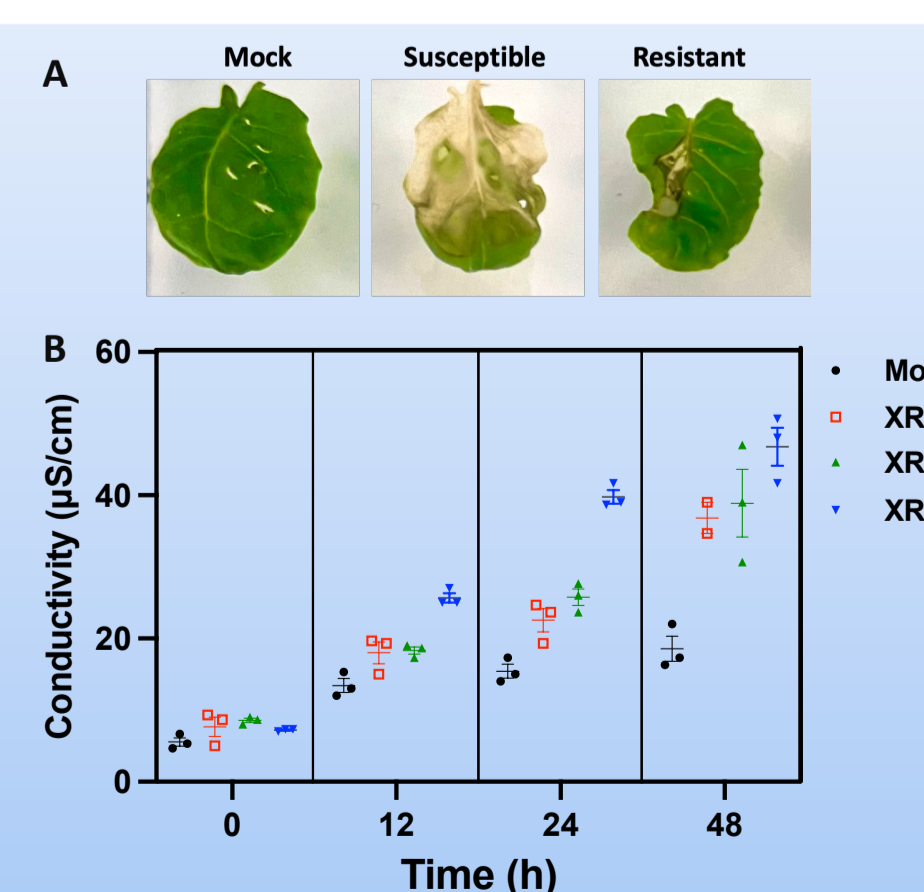 A
Mock Susceptible Resistant
B
60
40
20
0
Conductivity (µS/cm)
0 12 24 48
Time (h)
Mo
XR
XR
XR